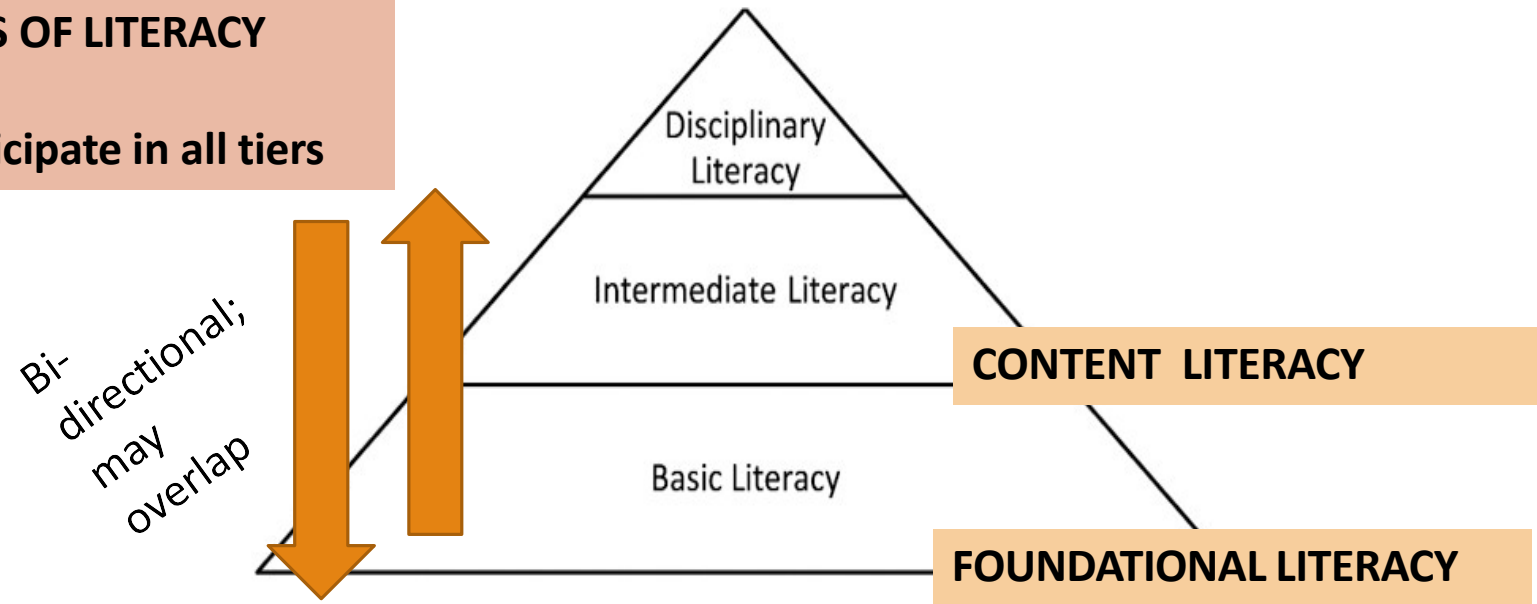 S OF LITERACY
icipate in all tiers
Disciplinary
Literacy
Intermediate Literacy
Bi-
directional;
may
overlap
CONTENT LITERACY
Basic Literacy
FOUNDATIONAL LITERACY